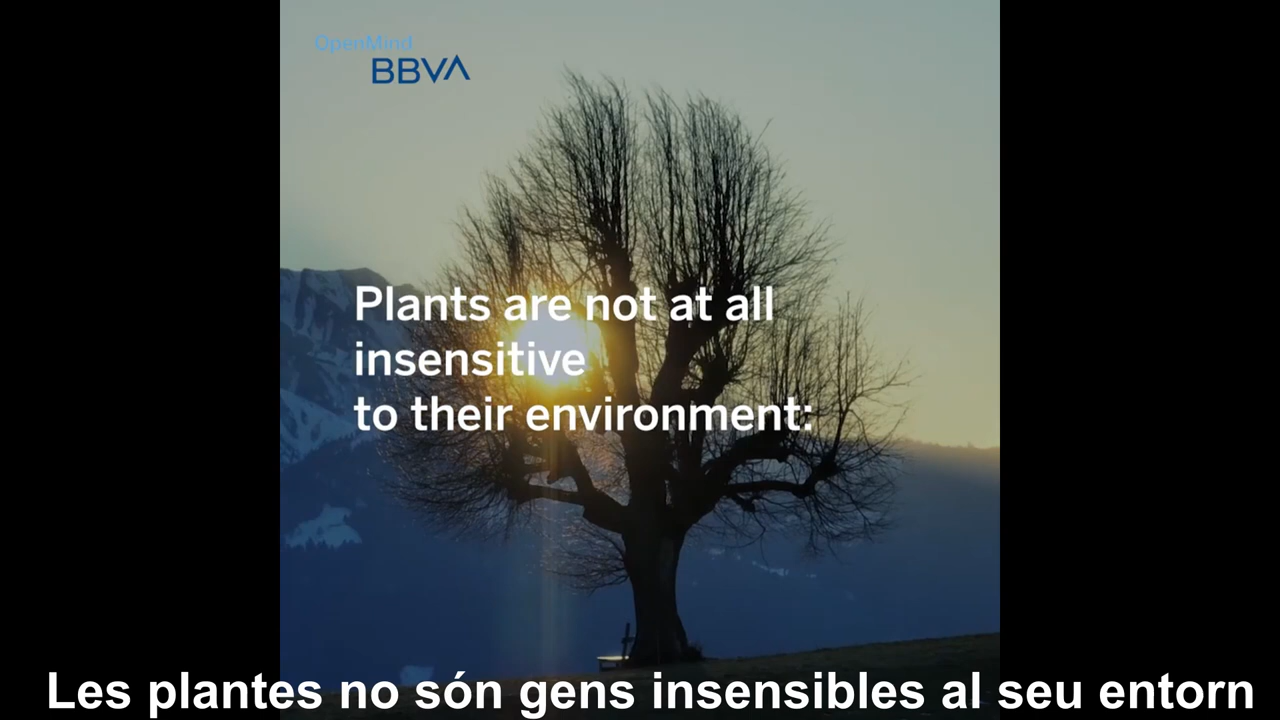 OpenMind
BBVA
Plants are not at all
insensitive
to their environment:
Les plantes no són gens insensibles al seu entorn